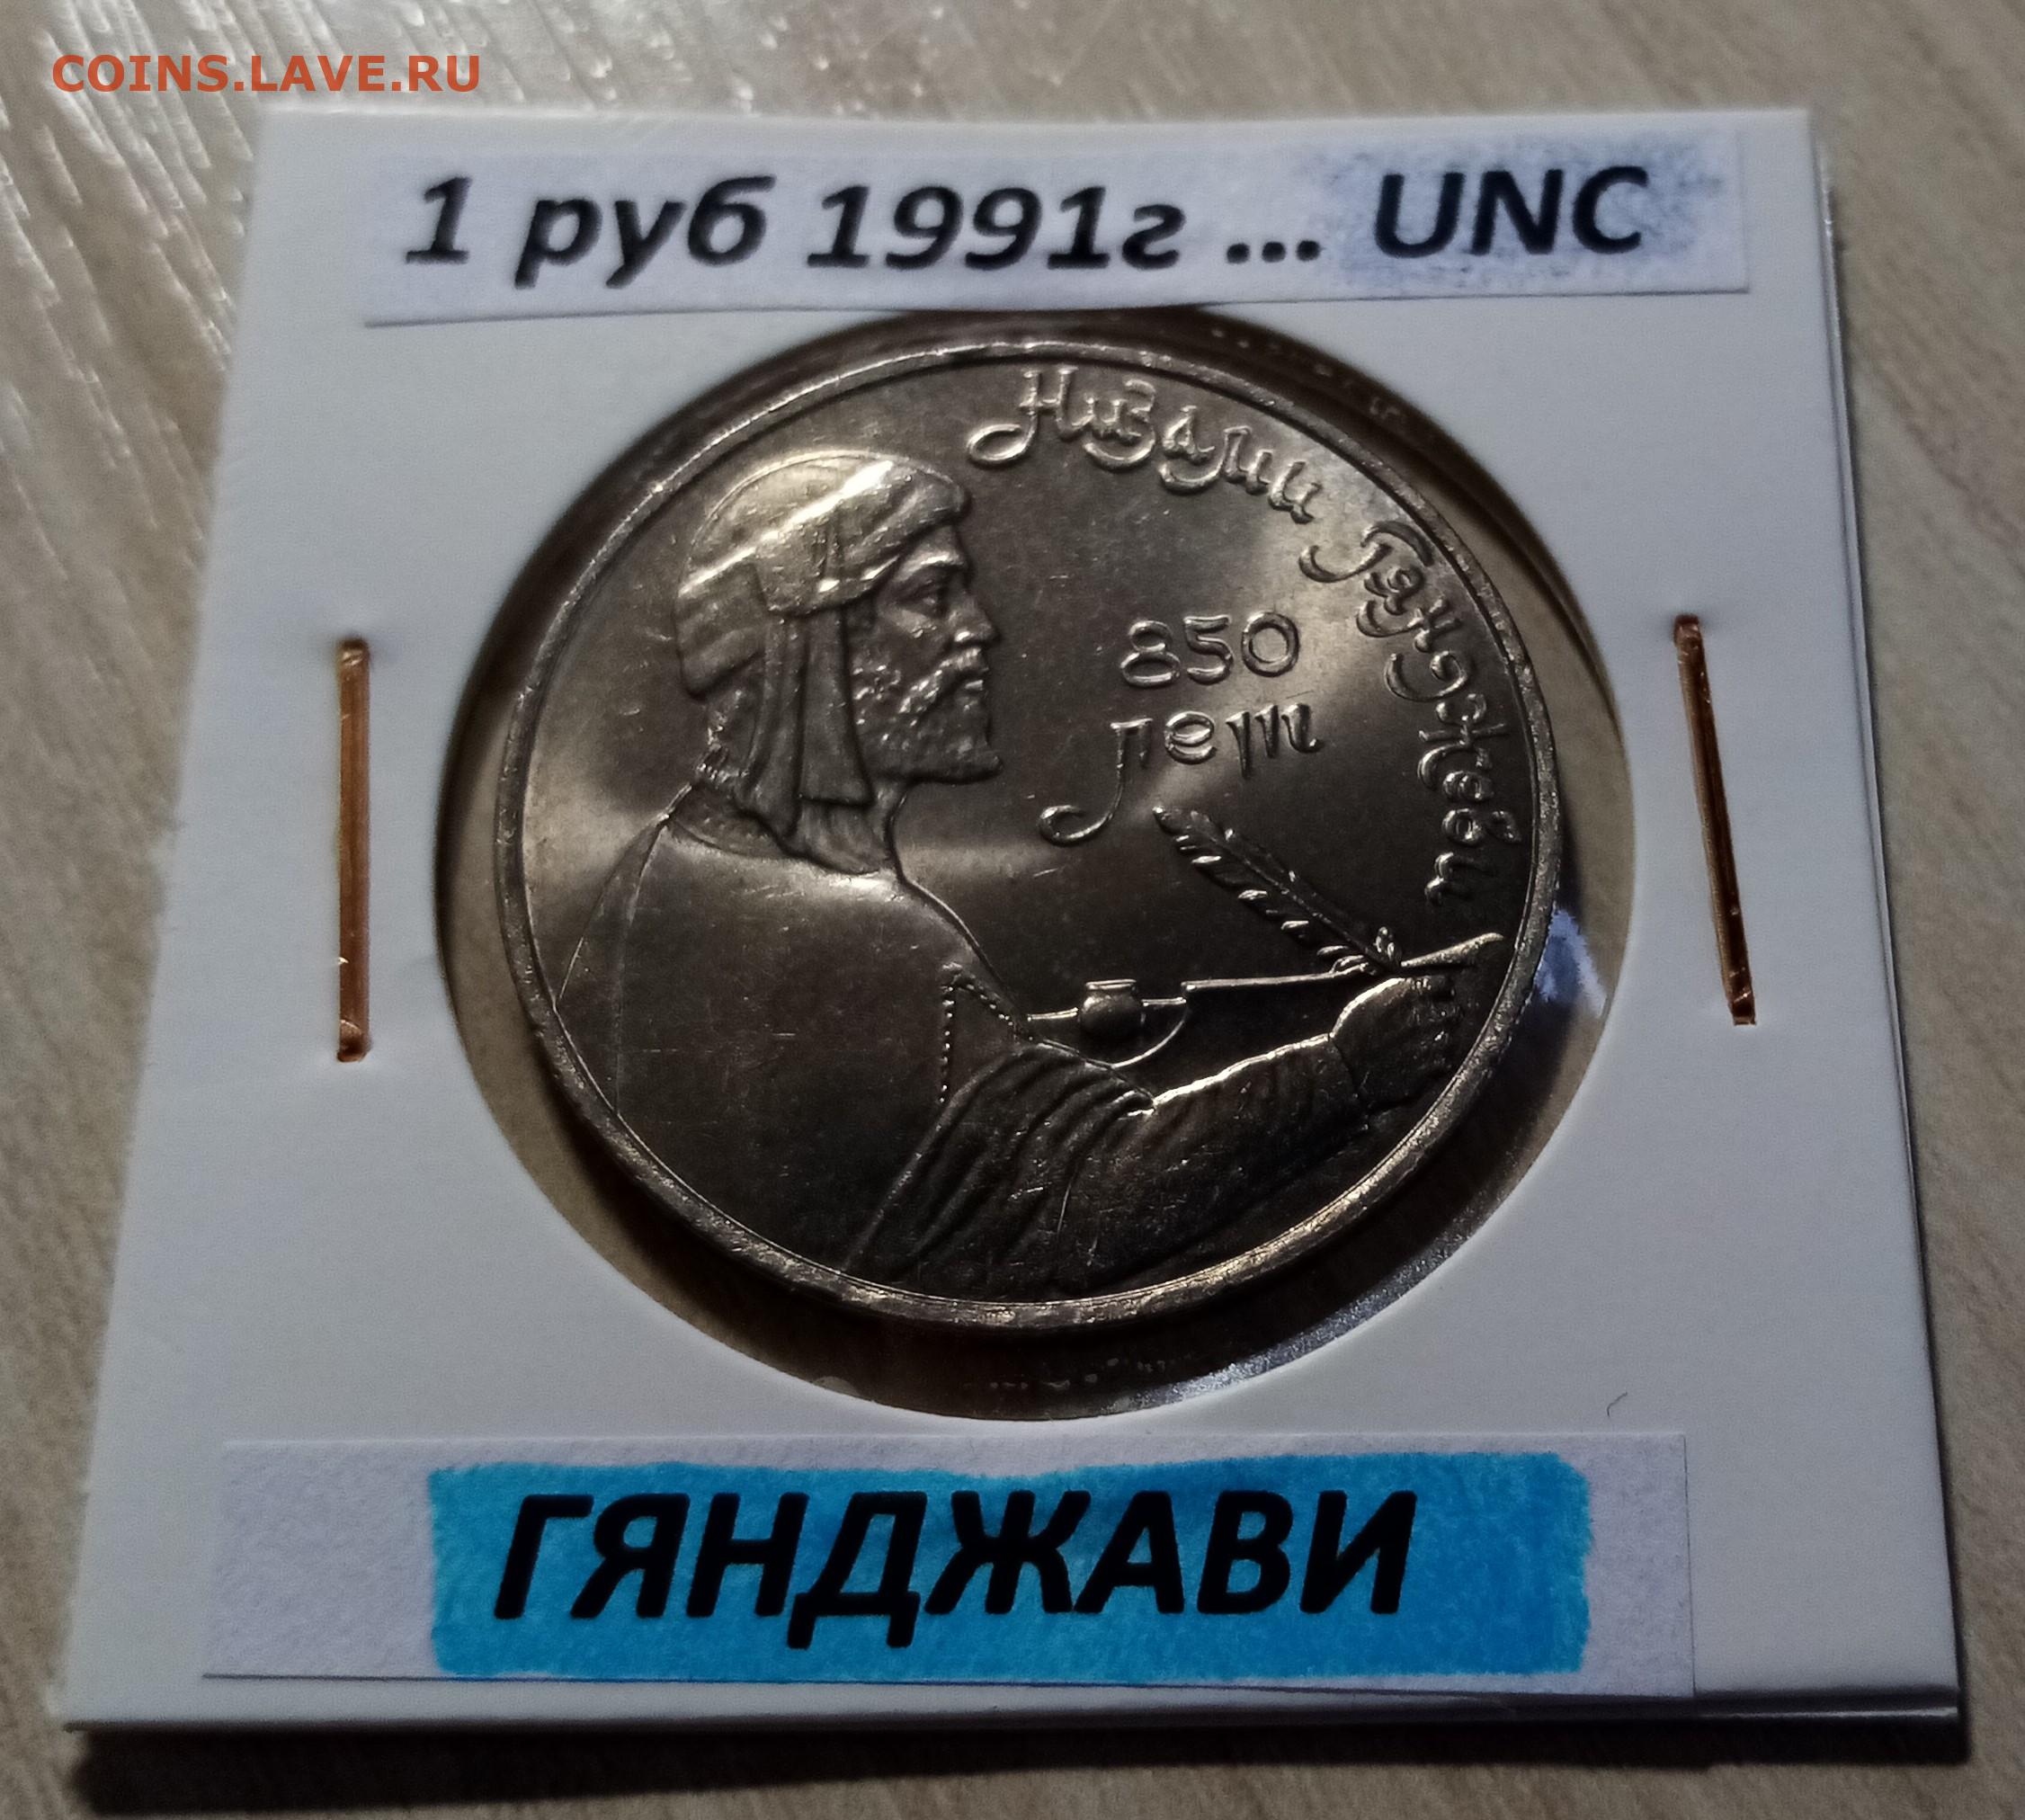 COINS.LAVE.RU
1 руб 1991г ... UNC
Низами Гянджеви
850
лет
ГЯНДЖАВИ